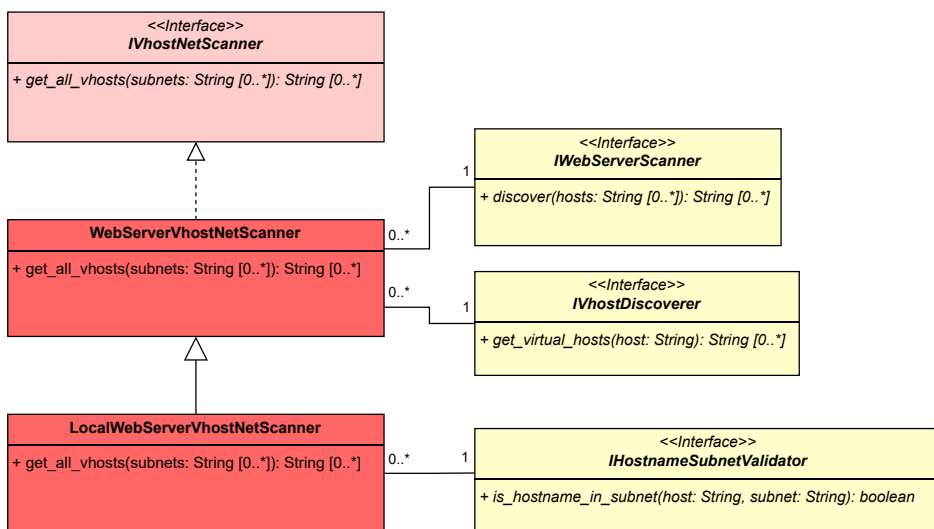 <<Interface>>
IVhostNetScanner
+ get_all_vhosts(subnets: String [0..*]): String [0..*]
<<Interface>>
IWebServerScanner
+ discover(hosts: String [0..*]): String [0..*]
1
0..*
WebServerVhostNetScanner
+ get_all_vhosts(subnets: String [0..*]): String [0..*]
0..*
1
<<Interface>>
IVhostDiscoverer
+ get_virtual_hosts(host: String): String [0..*]
LocalWebServerVhostNetScanner
+ get_all_vhosts(subnets: String [0..*]): String [0..*]
0..*
1
<<Interface>>
IHostnameSubnetValidator
+ is_hostname_in_subnet(host: String, subnet: String): boolean